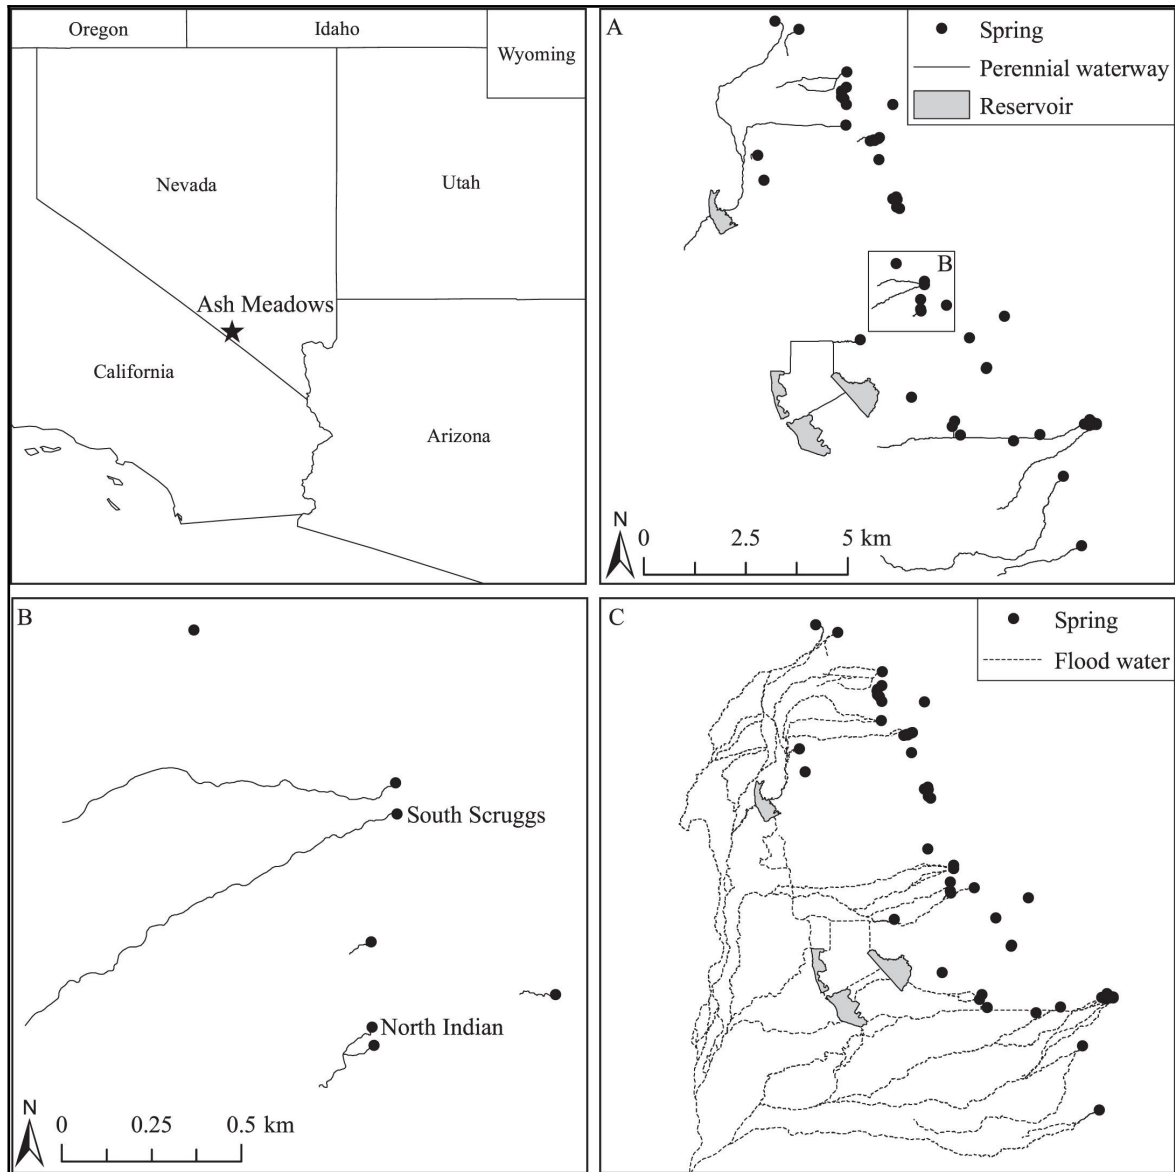 Oregon
Idaho
Wyoming
Nevada
Utah
Ash Meadows
California
Arizona
A
Spring
Perennial waterway
Reservoir
B
N
0 2.5 5 km
B
South Scruggs
North Indian
N
0 0.25 0.5 km
C
Spring
Flood water